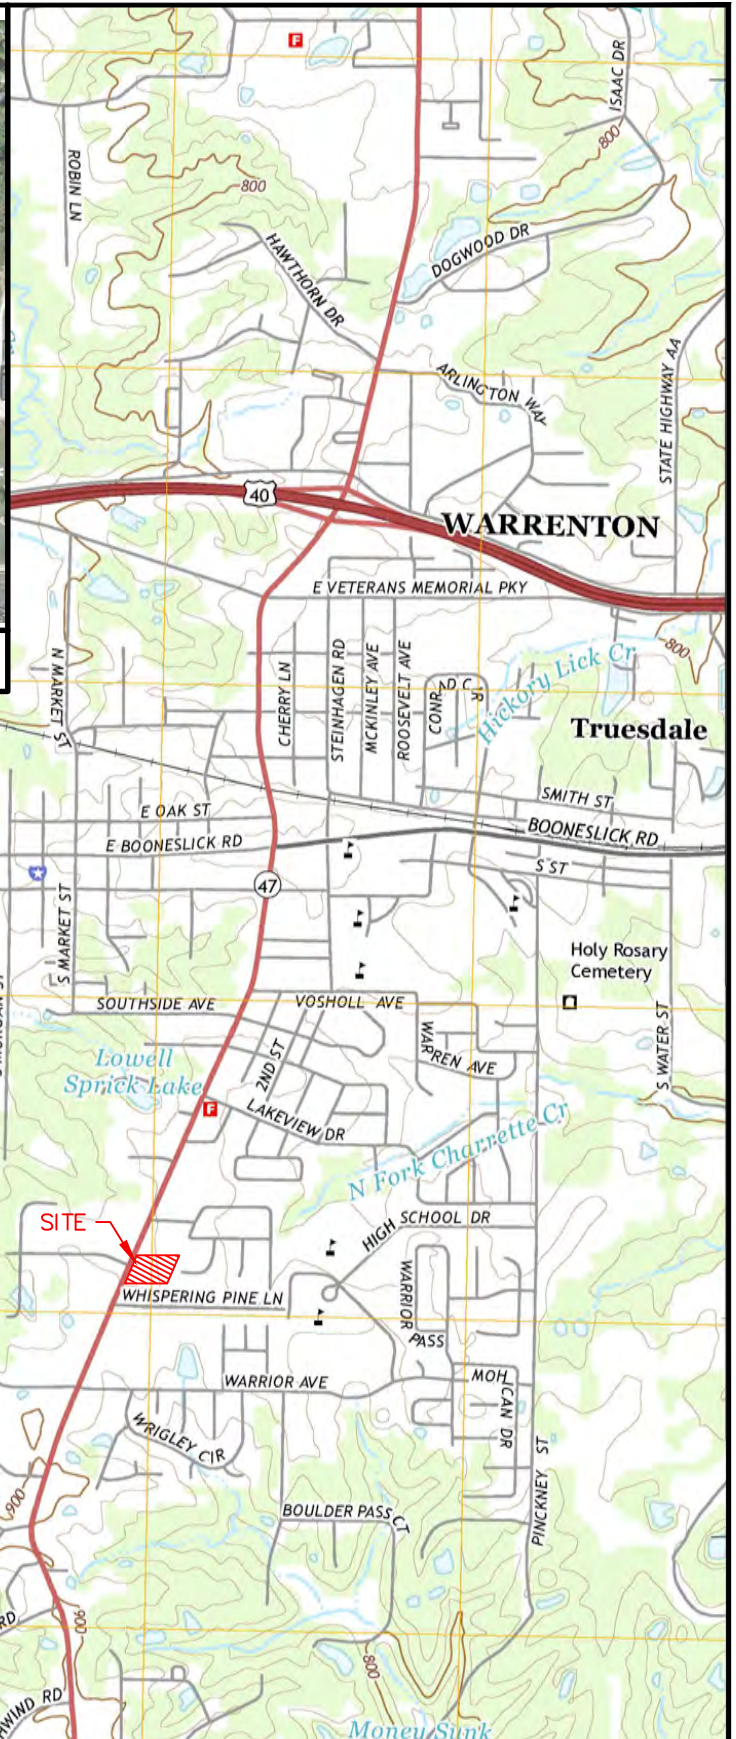 F
ISAAC DR
800
ROBIN LN
800
HAWTHORN DR
DOGWOOD DR
ARLINGTON WAY
STATE HIGHWAY AA
40
WARRENTON
E VETERANS MEMORIAL PKY
800
N MARKET ST
CHERRY LN
STEINHAGEN RD
MCKINLEY AVE
ROOSEVELT AVE
CONRAD CIR
Hickory Lick Cr
Truesdale
SMITH ST
E OAK ST
BOONESLICK RD
E BOONESLICK RD
S ST
47
S MARKET ST
Holy Rosary
Cemetery
SOUTHSIDE AVE
VOSHOLL AVE
S WATER ST
WARREN AVE
2ND ST
Lowell
Sprick Lake
F
LAKEVIEW DR
N Fork Charrette Cr
SITE
HIGH SCHOOL DR
WHISPERING PINE LN
WARRIOR PASS
WARRIOR AVE
MOHICAN DR
WRIGLEY CIR
PINCKNEY ST
900
BOULDER PASS CT
900
RD
800
HWIND RD
Money Sunk